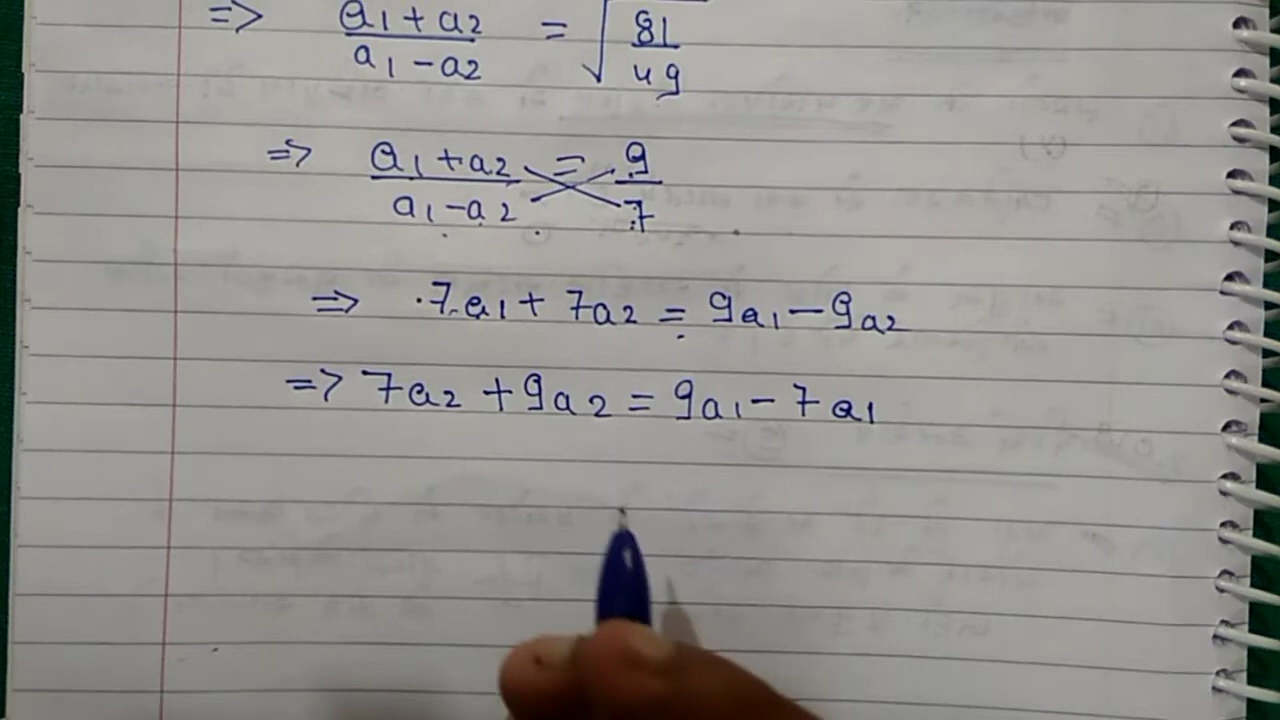 => a1 + a2 / a1 - a2 = √81/49
=> a1 + a2 / a1 - a2 = 9/7
=> 7a1 + 7a2 = 9a1 - 9a2
=> 7a2 + 9a2 = 9a1 - 7a1